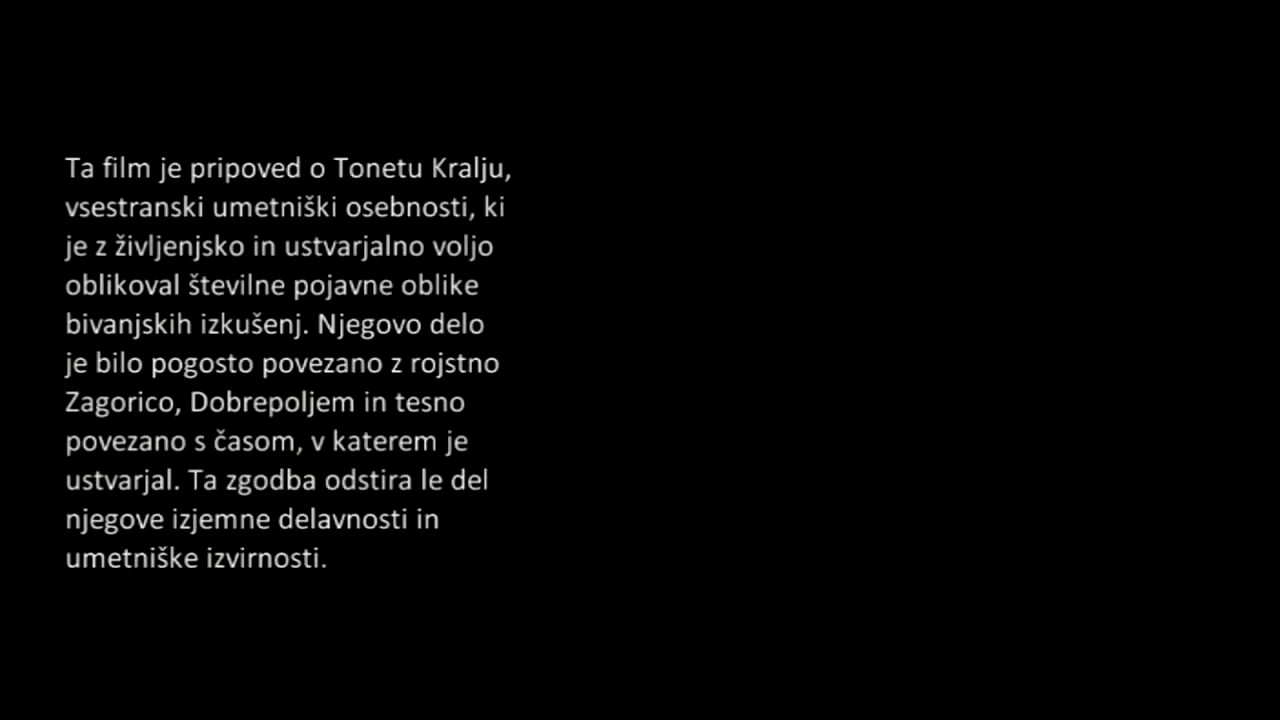 Ta film je pripoved o Tonetu Kralju,
vsestranski umetniški osebnosti, ki
je z življenjsko in ustvarjalno voljo
oblikoval številne pojavne oblike
bivanjskih izkušenj. Njegovo delo
je bilo pogosto povezano z rojstno
Zagorico, Dobrepoljem in tesno
povezano s časom, v katerem je
ustvarjal. Ta zgodba odstira le del
njegove izjemne delavnosti in
umetniške izvirnosti.